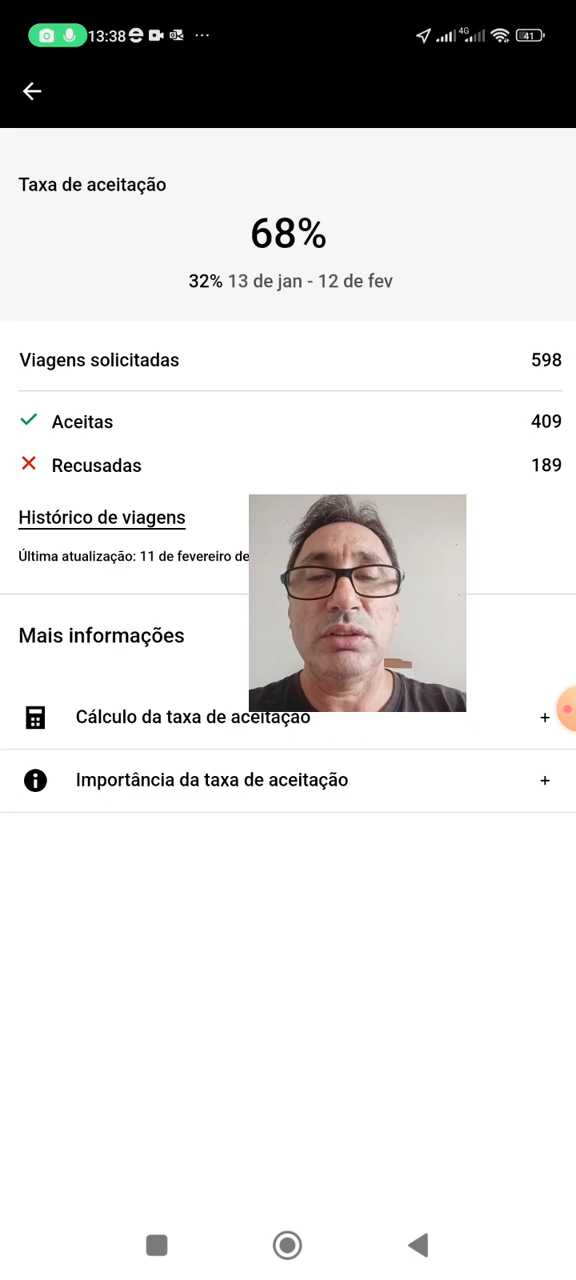 13:38 ... 4G 41
Taxa de aceitação
68%
32% 13 de jan - 12 de fev
Viagens solicitadas 598
Aceitas 409
Recusadas 189
Histórico de viagens
Última atualização: 11 de fevereiro de
Mais informações
Cálculo da taxa de aceitação +
Importância da taxa de aceitação +